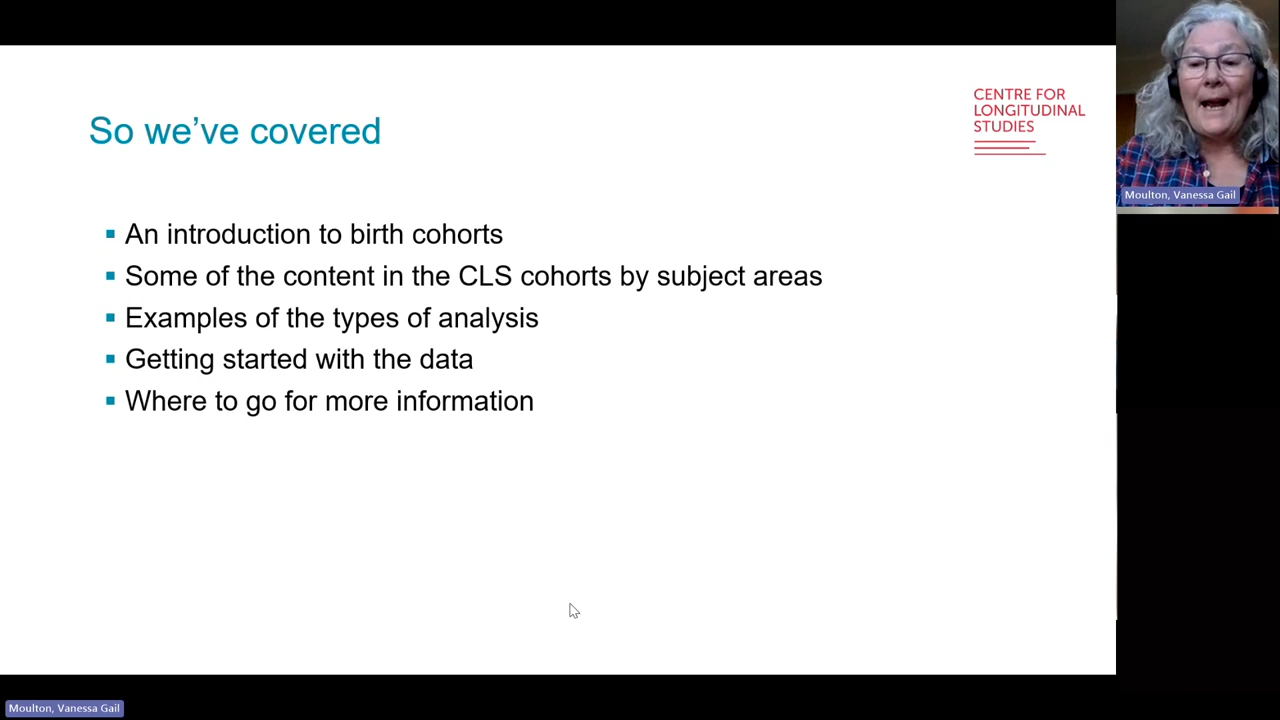 So we’ve covered
CENTRE FOR
LONGITUDINAL
STUDIES
An introduction to birth cohorts
Some of the content in the CLS cohorts by subject areas
Examples of the types of analysis
Getting started with the data
Where to go for more information
Moulton, Vanessa Gail
Moulton, Vanessa Gail